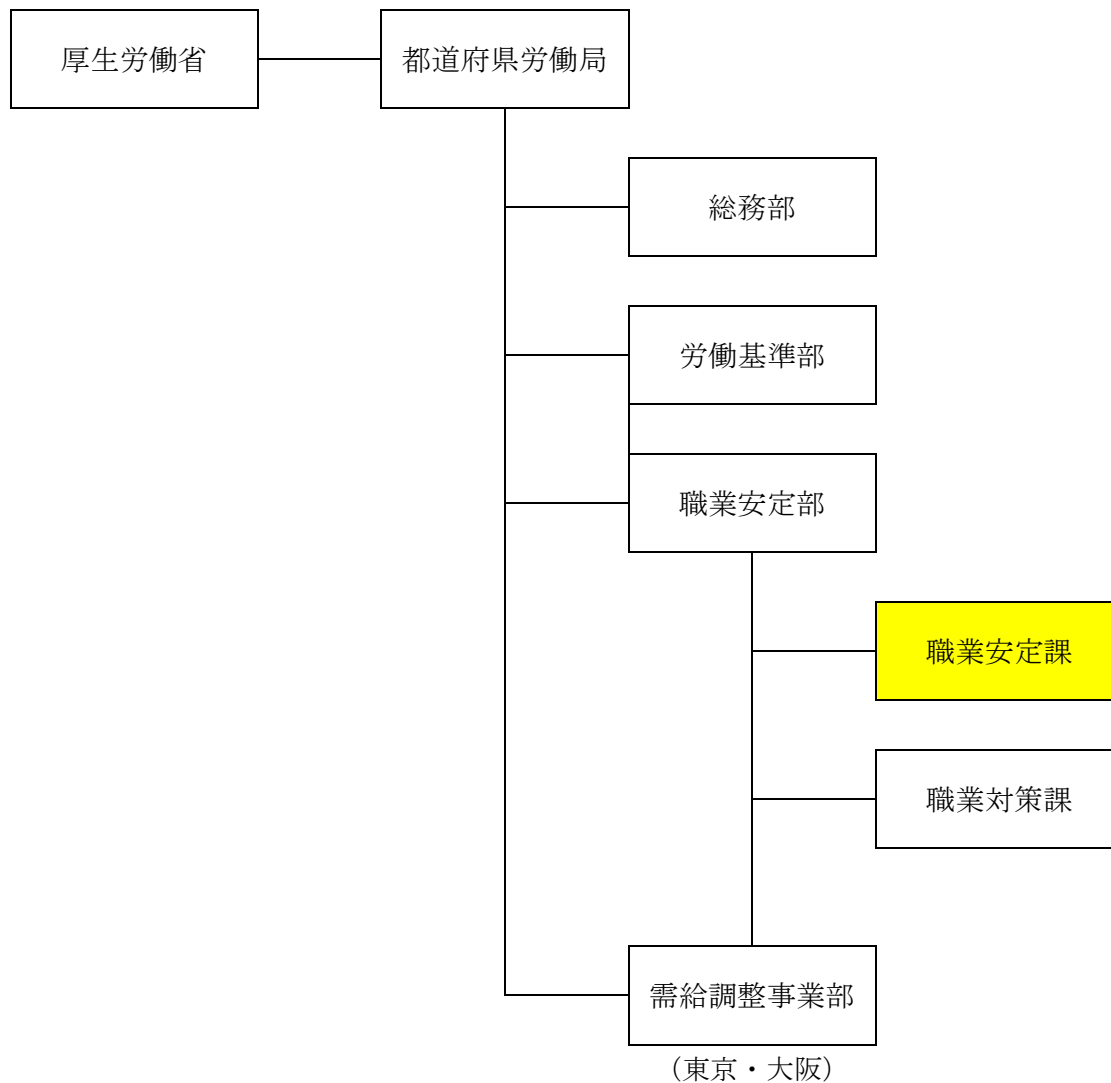 厚生労働省
都道府県労働局
総務部
労働基準部
職業安定部
職業安定課
職業対策課
需給調整事業部
（東京・大阪）